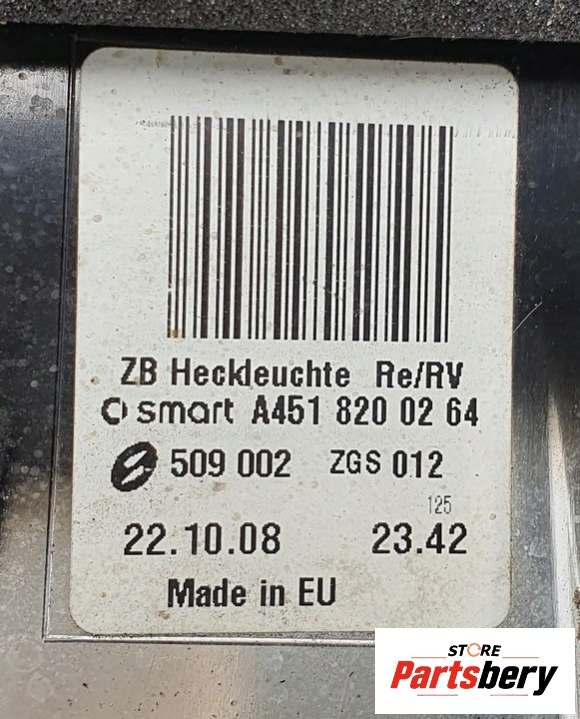 ZB Heckleuchte Re/RV
smart A451 820 02 64
509 002 ZGS 012
125
22.10.08 23.42
Made in EU
STORE
Partsbery